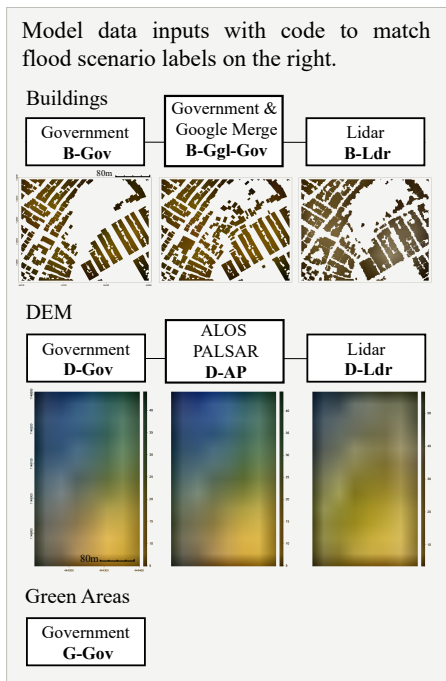 Model data inputs with code to match
flood scenario labels on the right.
Buildings
Government
B-Gov
Government &
Google Merge
B-Ggl-Gov
Lidar
B-Ldr
80m
DEM
Government
D-Gov
ALOS
PALSAR
D-AP
Lidar
D-Ldr
80m
Green Areas
Government
G-Gov